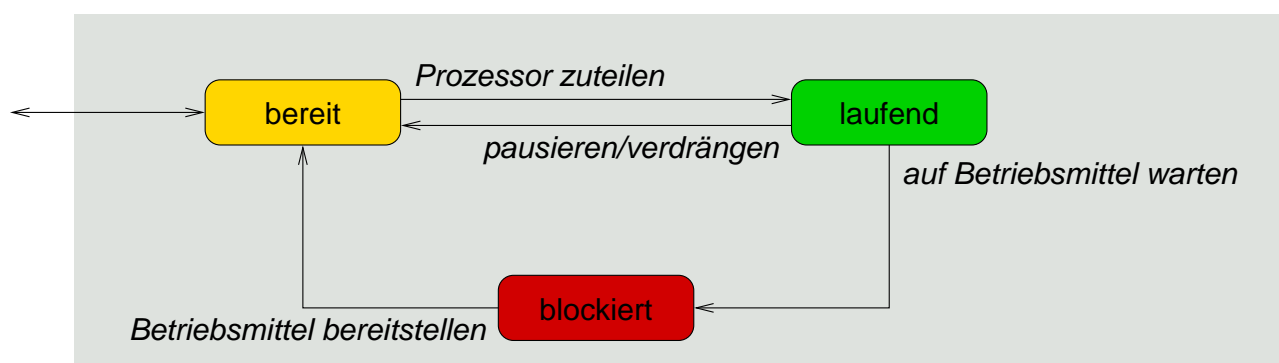 Prozessor zuteilen
bereit
laufend
pausieren/verdrängen
auf Betriebsmittel warten
blockiert
Betriebsmittel bereitstellen